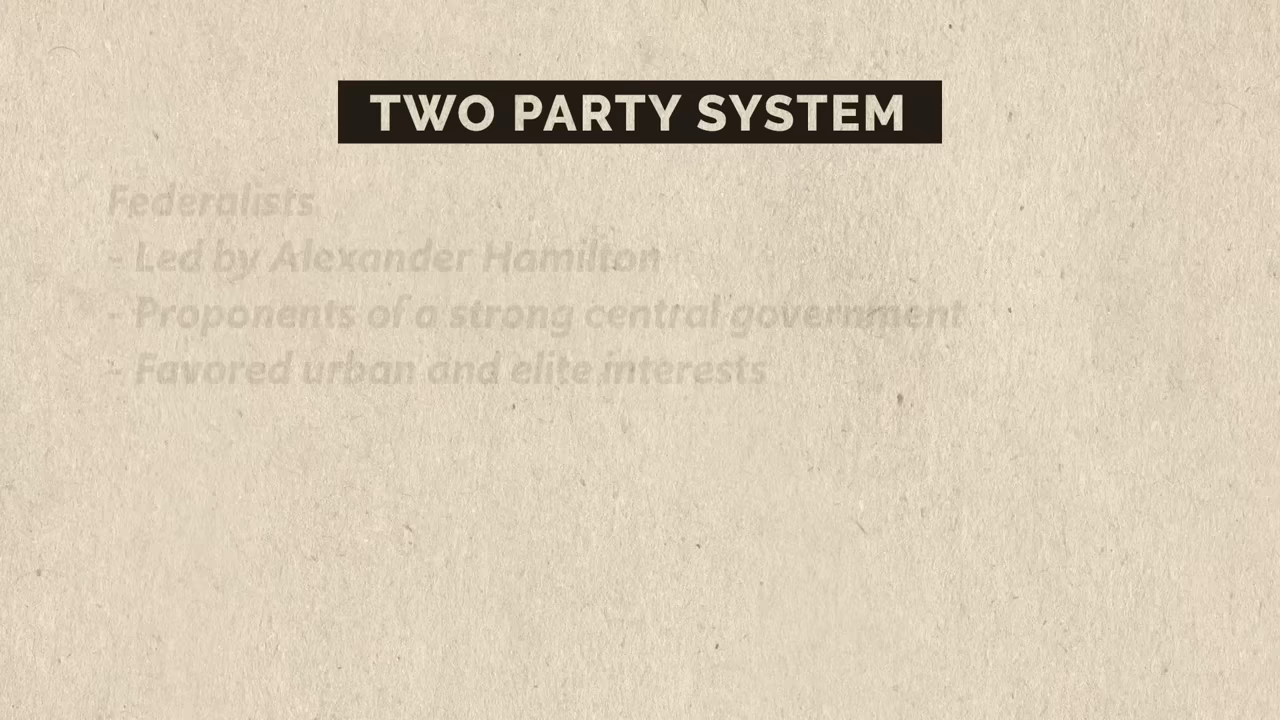 TWO PARTY SYSTEM
Federalists
- Led by Alexander Hamilton
- Proponents of a strong central government
- Favored urban and elite interests